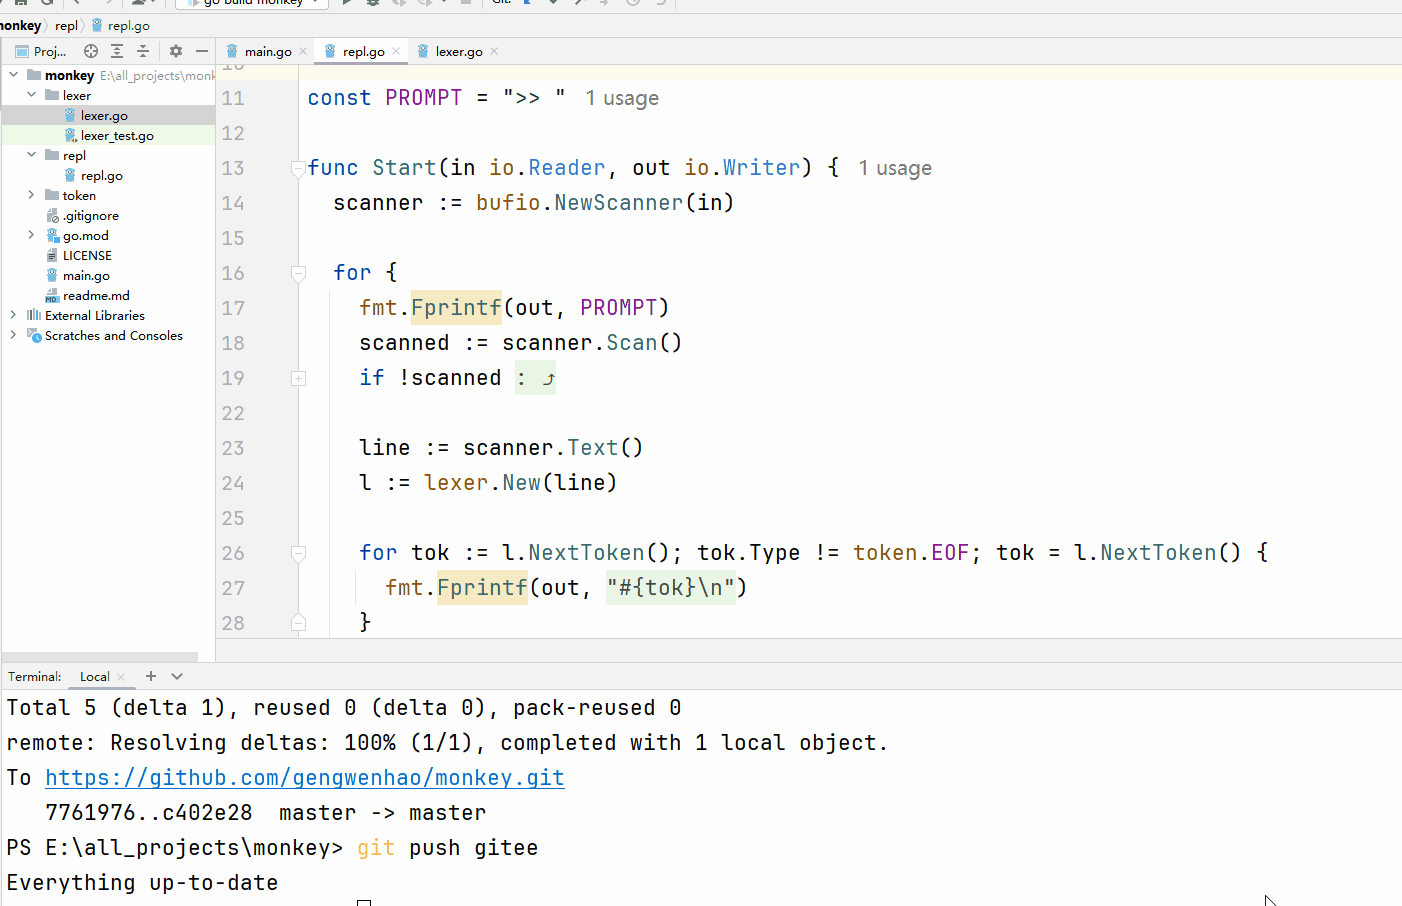 go build monkey
Git:
monkey repl repl.go
Proj...
main.go repl.go lexer.go
monkey E:\all_projects\monk
lexer
lexer.go
lexer_test.go
repl
repl.go
token
.gitignore
go.mod
LICENSE
main.go
readme.md
External Libraries
Scratches and Consoles
10
11 const PROMPT = ">> " 1 usage
12
13 func Start(in io.Reader, out io.Writer) { 1 usage
14 scanner := bufio.NewScanner(in)
15
16 for {
17 fmt.Fprintf(out, PROMPT)
18 scanned := scanner.Scan()
19 if !scanned : ⤴
22
23 line := scanner.Text()
24 l := lexer.New(line)
25
26 for tok := l.NextToken(); tok.Type != token.EOF; tok = l.NextToken() {
27 fmt.Fprintf(out, "#{tok}\n")
28 }
Terminal: Local
Total 5 (delta 1), reused 0 (delta 0), pack-reused 0
remote: Resolving deltas: 100% (1/1), completed with 1 local object.
To https://github.com/gengwenhao/monkey.git
7761976..c402e28 master -> master
PS E:\all_projects\monkey> git push gitee
Everything up-to-date